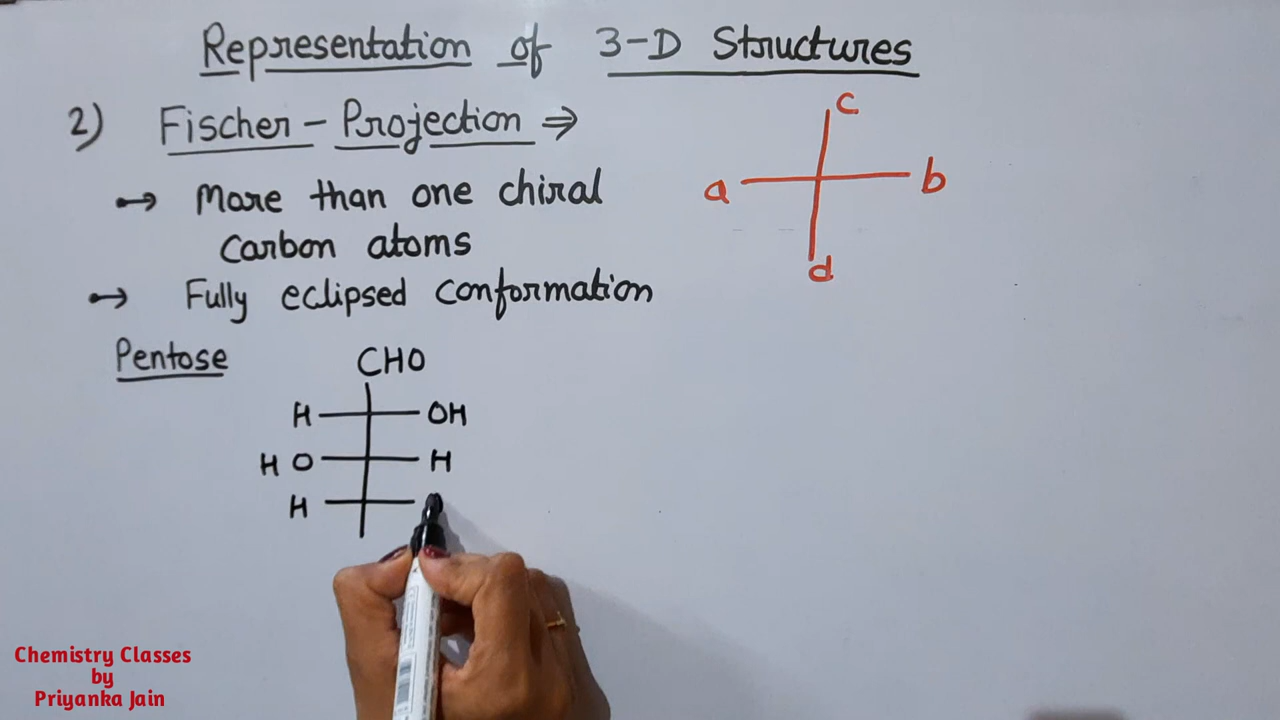 Representation of 3-D Structures
2) Fischer - Projection ⇒
c
a b
d
→ More than one chiral
carbon atoms
→ Fully eclipsed conformation
Pentose
CHO
H OH
HO H
H
Chemistry Classes
by
Priyanka Jain